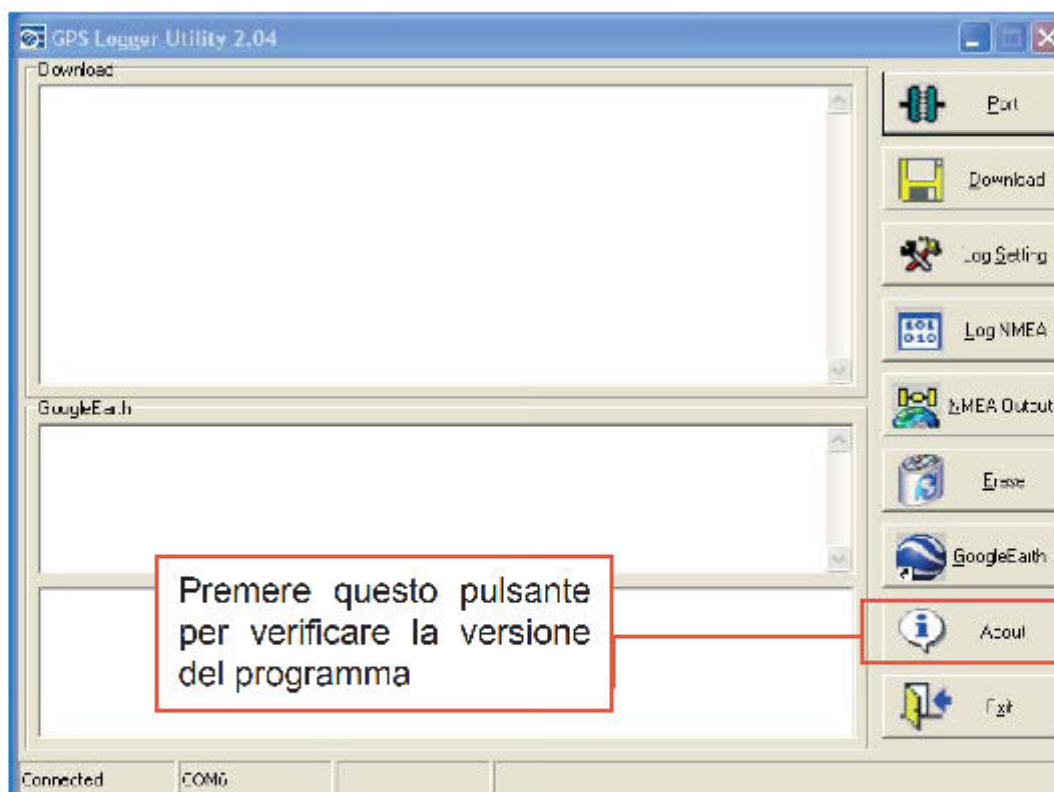 GPS Logger Utility 2.04
Download
Port
Download
Log Setting
Log NMEA
NMEA Output
GoogleEarth
Erase
GoogleEarth
Premere questo pulsante
per verificare la versione
del programma
About
Exit
Connected
COM6